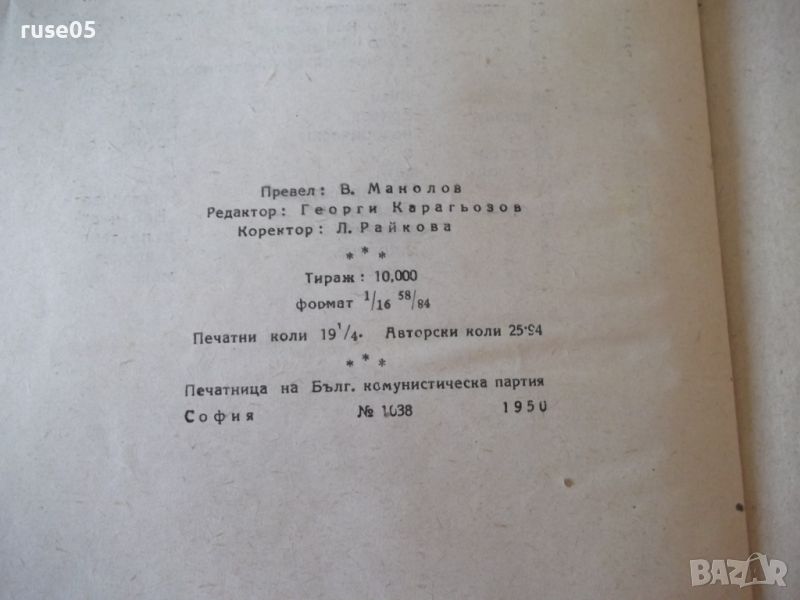 ruse05
Превел: В. Манолов
Редактор: Георги Карагьозов
Коректор: Л. Райкова
* * *
Тираж: 10,000
формат 1/16 58/84
Печатни коли 19 1/4. Авторски коли 25·94
* * *
Печатница на Бълг. комунистическа партия
София № 1038 1950
BAZAR